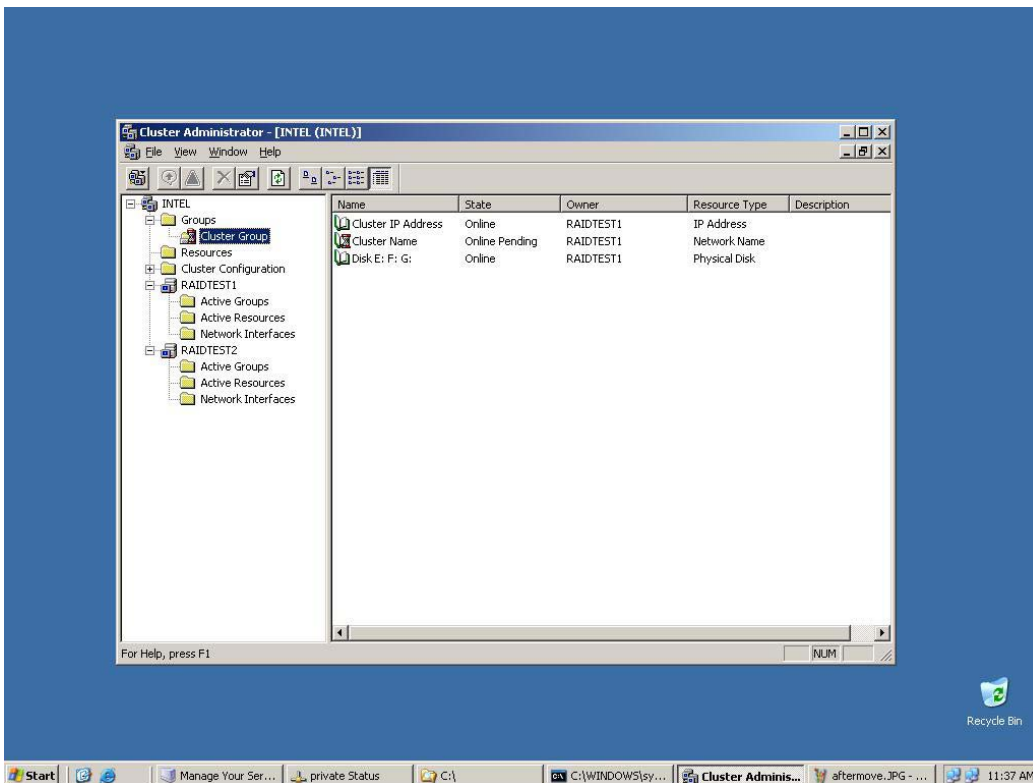 Cluster Administrator - [INTEL (INTEL)]
File View Window Help
INTEL
Groups
Cluster Group
Resources
Cluster Configuration
RAIDTEST1
Active Groups
Active Resources
Network Interfaces
RAIDTEST2
Active Groups
Active Resources
Network Interfaces
Name State Owner Resource Type Description
Cluster IP Address Online RAIDTEST1 IP Address
Cluster Name Online Pending RAIDTEST1 Network Name
Disk E: F: G: Online RAIDTEST1 Physical Disk
For Help, press F1
NUM
Recycle Bin
Start Manage Your Ser... private Status C:\ C:\WINDOWS\sy... Cluster Adminis... aftermove.JPG - ... 11:37 AM